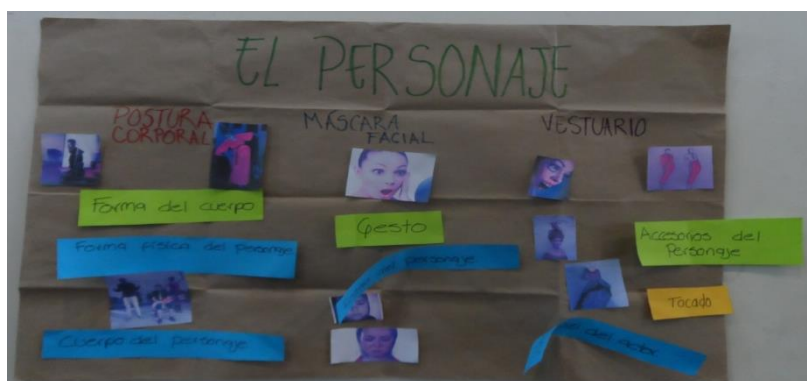 EL PERSONAJE
POSTURA
CORPORAL
MÁSCARA
FACIAL
VESTUARIO
Forma del cuerpo
Gesto
Accesorios del
Personaje
Forma física del personaje
personaje
Tocado
Cuerpo del personaje
del actor